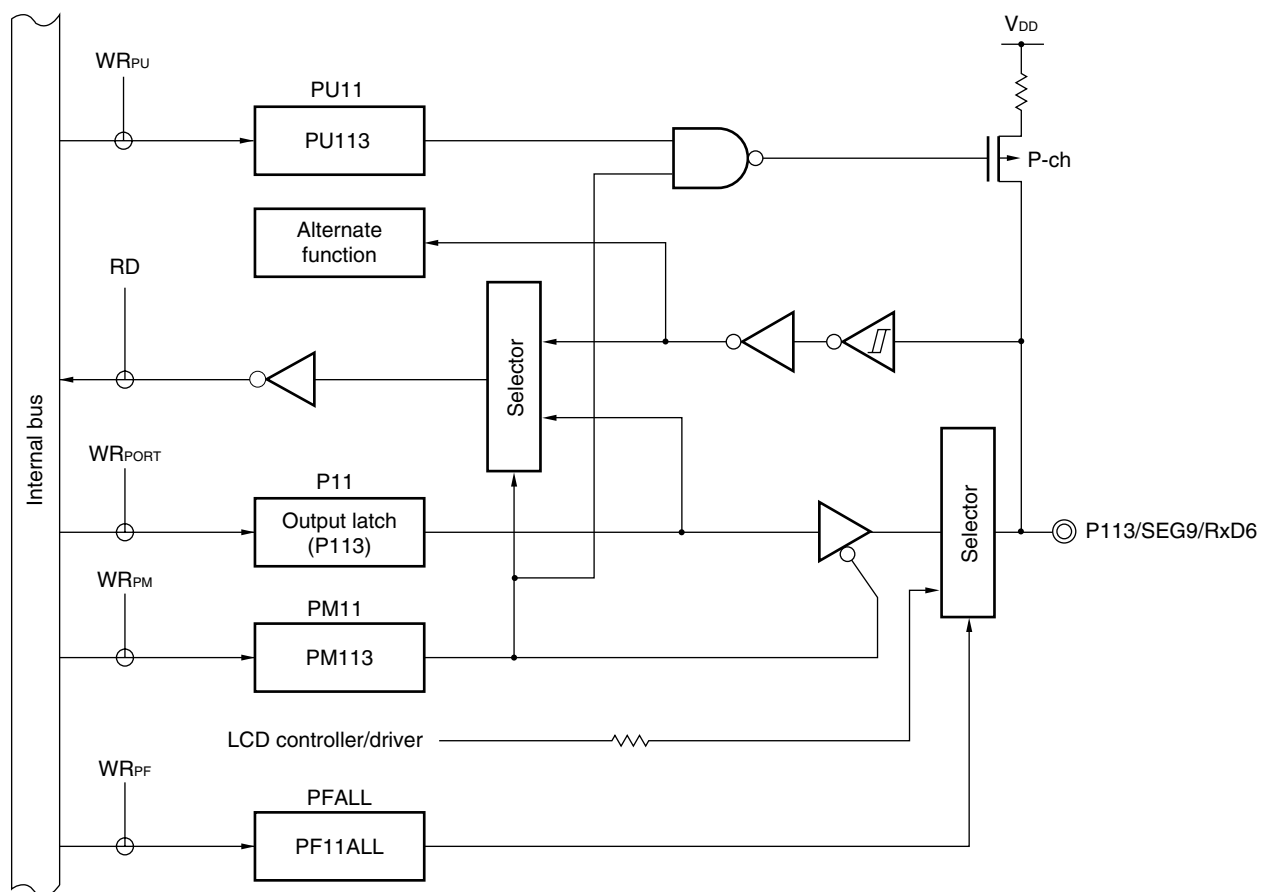 VDD
WRPU
PU11
PU113
P-ch
Alternate
function
RD
Selector
Internal bus
WRPORT
P11
Output latch
(P113)
Selector
P113/SEG9/RxD6
WRPM
PM11
PM113
LCD controller/driver
WRPF
PFALL
PF11ALL